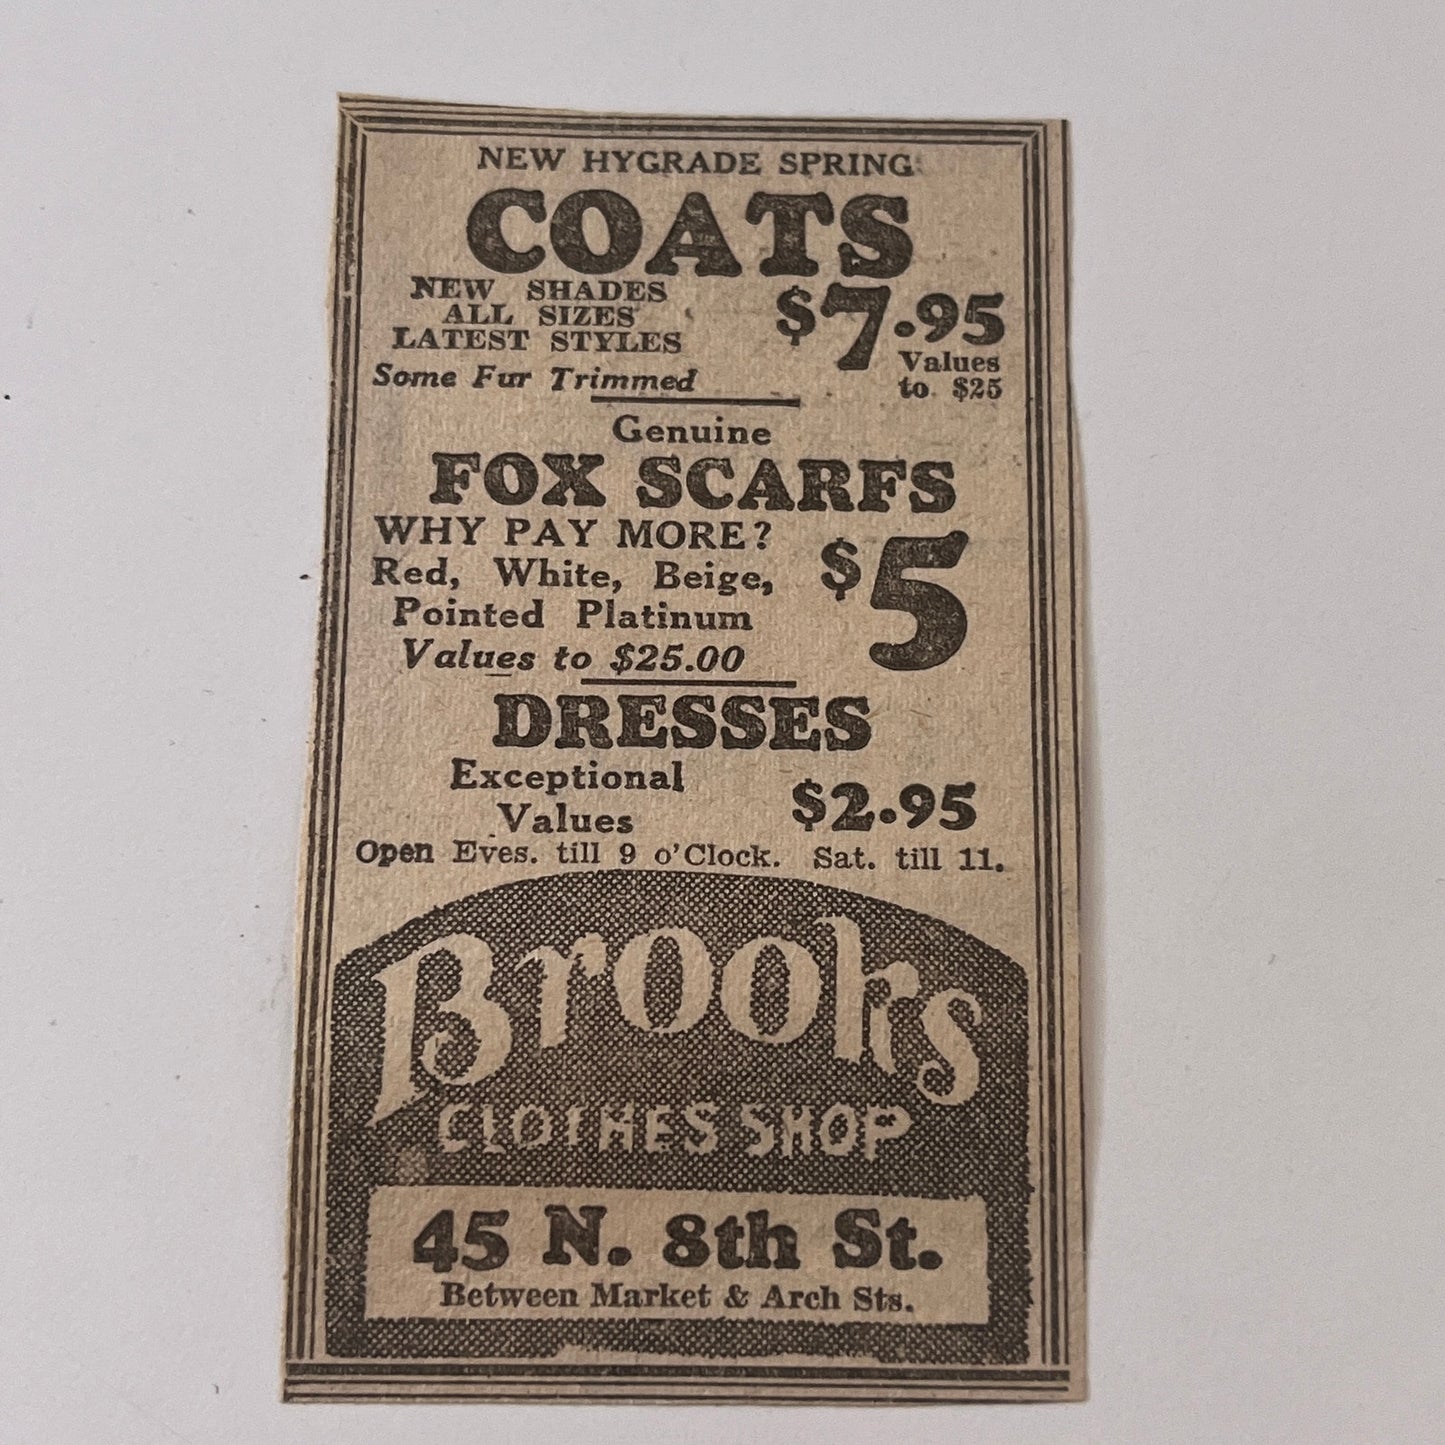 NEW HYGRADE SPRING
COATS
NEW SHADES
ALL SIZES
LATEST STYLES
Some Fur Trimmed
$7.95
Values
to $25
Genuine
FOX SCARFS
WHY PAY MORE?
Red, White, Beige,
Pointed Platinum
Values to $25.00
$5
DRESSES
Exceptional
Values
$2.95
Open Eves. till 9 o'Clock. Sat. till 11.
Brooks
CLOTHES SHOP
45 N. 8th St.
Between Market & Arch Sts.